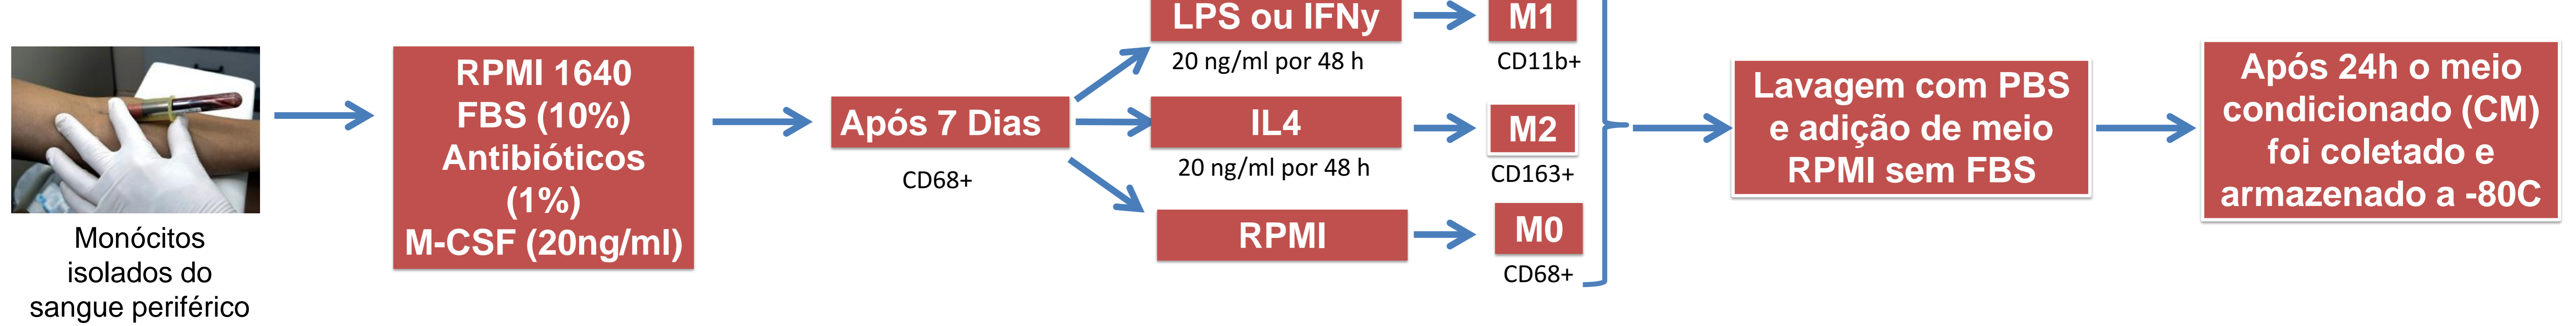 Monócitos
isolados do
sangue periférico
RPMI 1640
FBS (10%)
Antibióticos
(1%)
M-CSF (20ng/ml)
Após 7 Dias
CD68+
LPS ou IFNy
20 ng/ml por 48 h
M1
CD11b+
IL4
20 ng/ml por 48 h
M2
CD163+
RPMI
M0
CD68+
Lavagem com PBS
e adição de meio
RPMI sem FBS
Após 24h o meio
condicionado (CM)
foi coletado e
armazenado a -80C